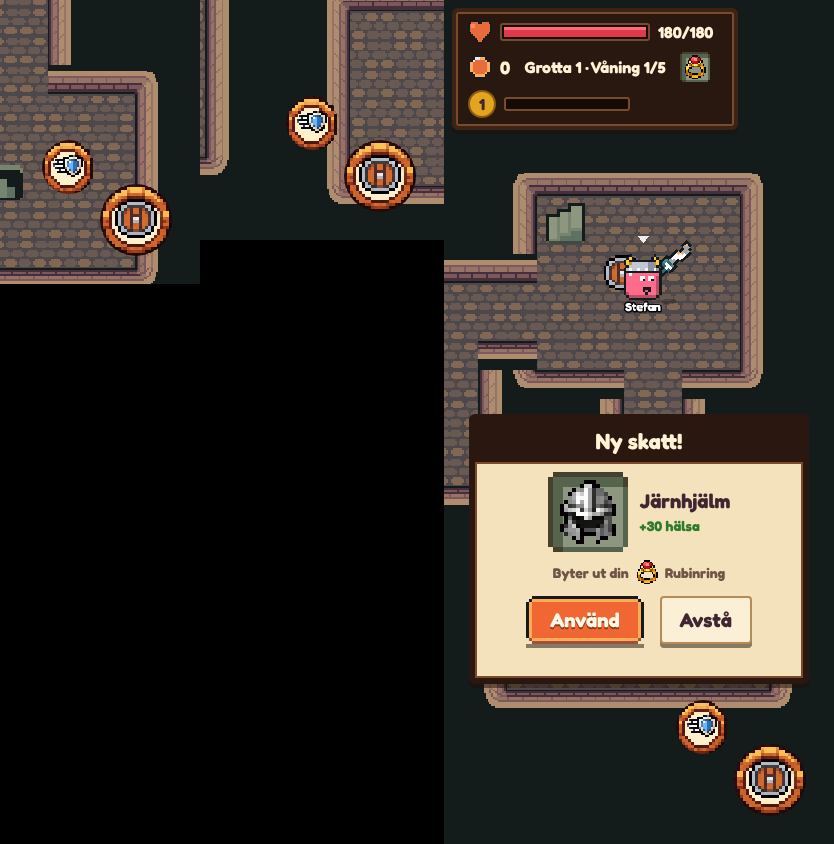 180/180
0 Grotta 1 · Våning 1/5
1
Stefan
Ny skatt!
Järnhjälm
+30 hälsa
Byter ut din Rubinring
Använd Avstå